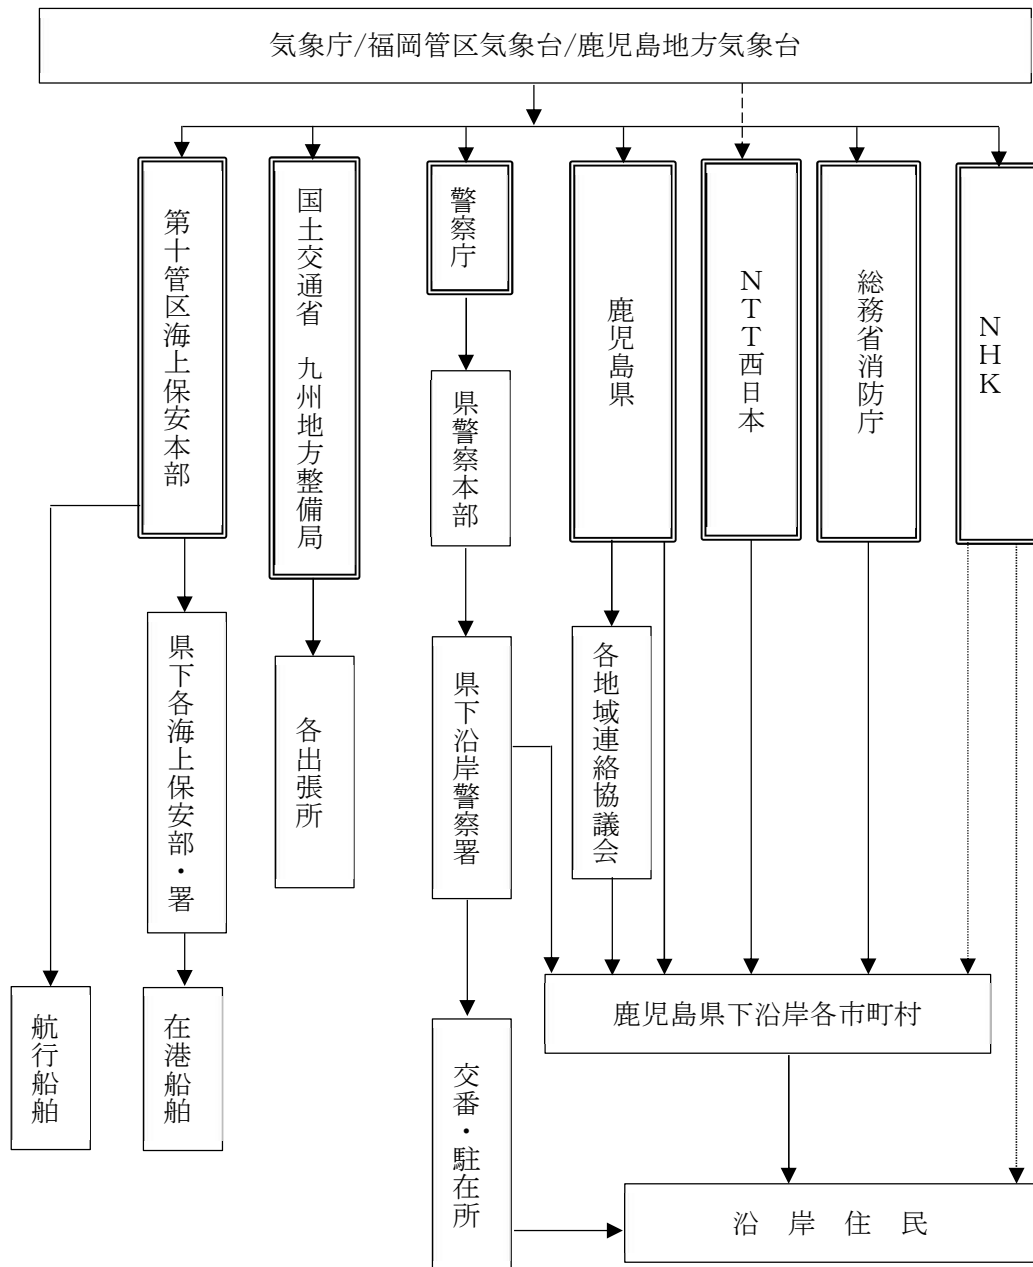 気象庁/福岡管区気象台/鹿児島地方気象台
第十管区海上保安本部
国土交通省　九州地方整備局
警察庁
鹿児島県
NTT西日本
総務省消防庁
NHK
県警察本部
県下各海上保安部・署
各出張所
県下沿岸警察署
各地域連絡協議会
航行船舶
在港船舶
鹿児島県下沿岸各市町村
交番・駐在所
沿　岸　住　民